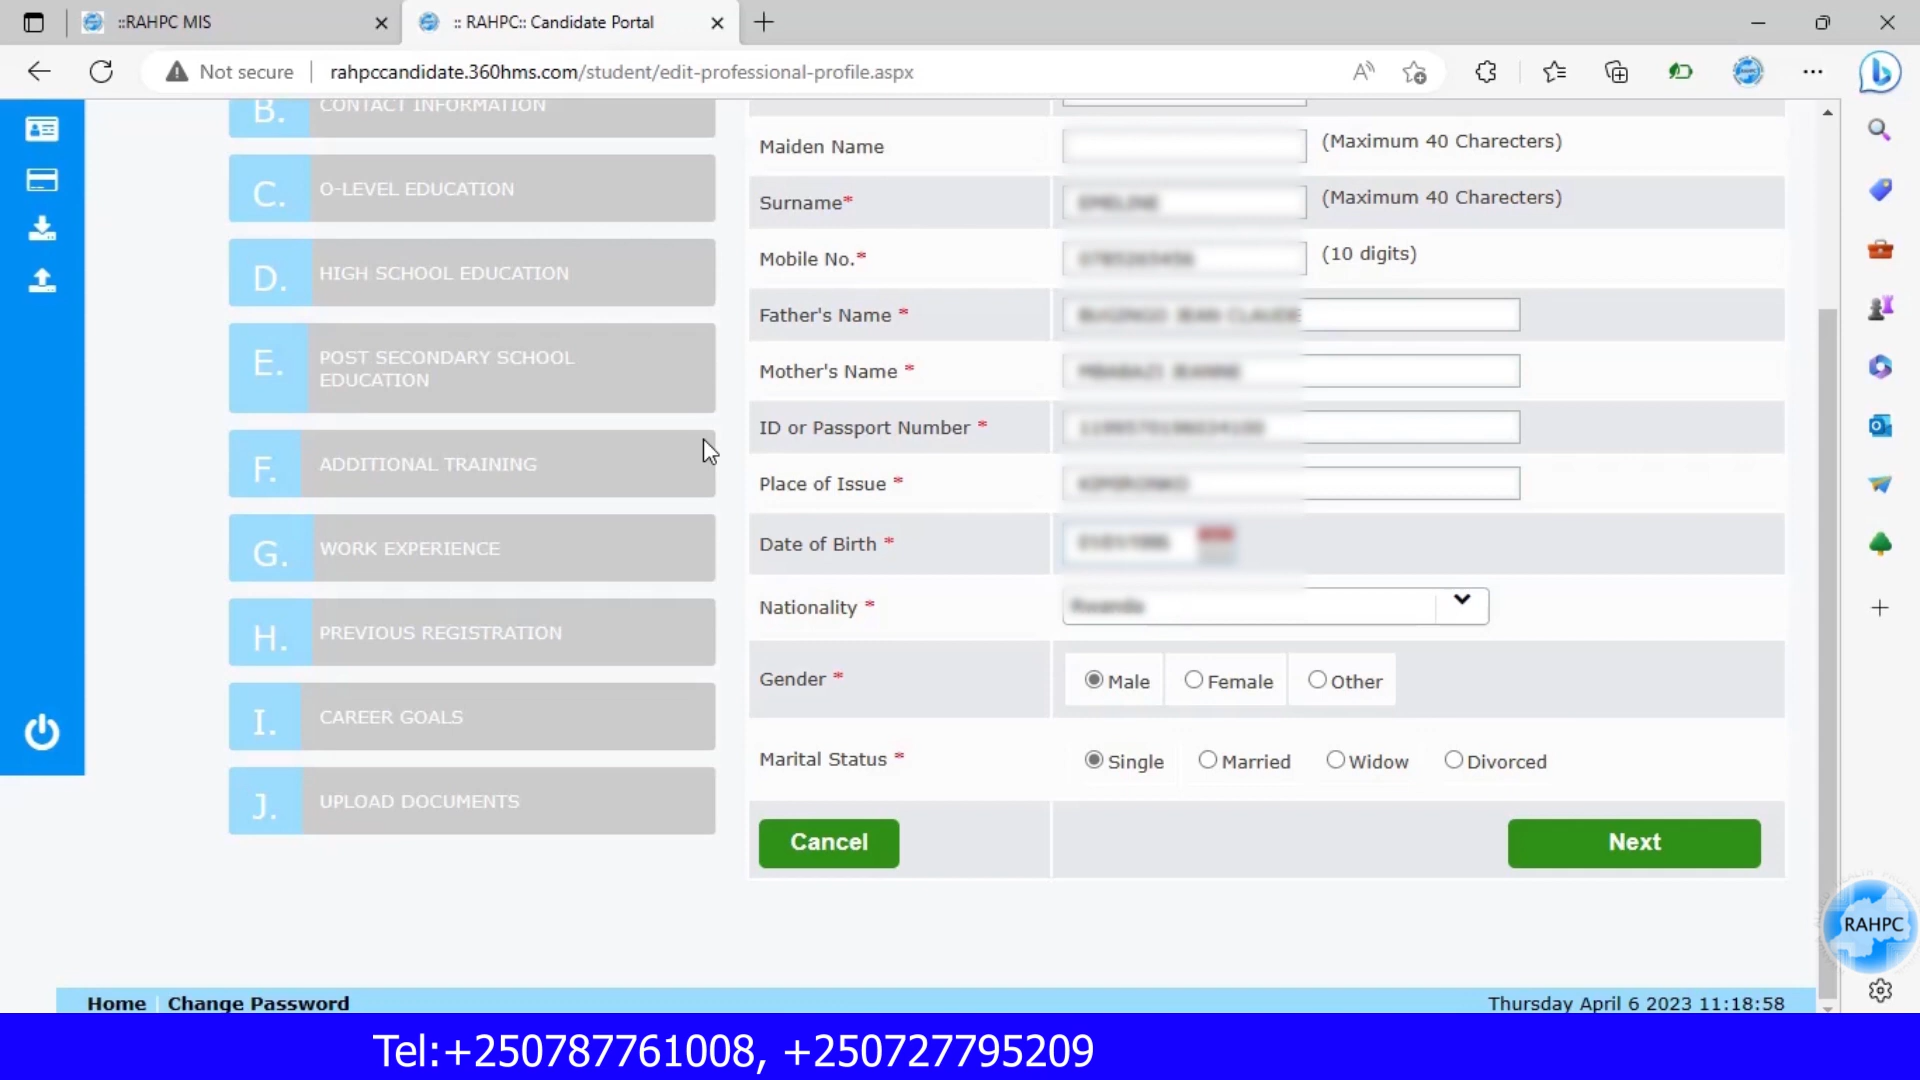 ::RAHPC MIS
:: RAHPC:: Candidate Portal
Not secure
rahpccandidate.360hms.com/student/edit-professional-profile.aspx
B. CONTACT INFORMATION
C. O-LEVEL EDUCATION
D. HIGH SCHOOL EDUCATION
E. POST SECONDARY SCHOOL
EDUCATION
F. ADDITIONAL TRAINING
G. WORK EXPERIENCE
H. PREVIOUS REGISTRATION
I. CAREER GOALS
J. UPLOAD DOCUMENTS
Maiden Name (Maximum 40 Charecters)
Surname* (Maximum 40 Charecters)
Mobile No.* (10 digits)
Father's Name *
Mother's Name *
ID or Passport Number *
Place of Issue *
Date of Birth *
Nationality *
Gender * Male Female Other
Marital Status * Single Married Widow Divorced
Cancel Next
RAHPC
Home Change Password Thursday April 6 2023 11:18:58
Tel:+250787761008, +250727795209